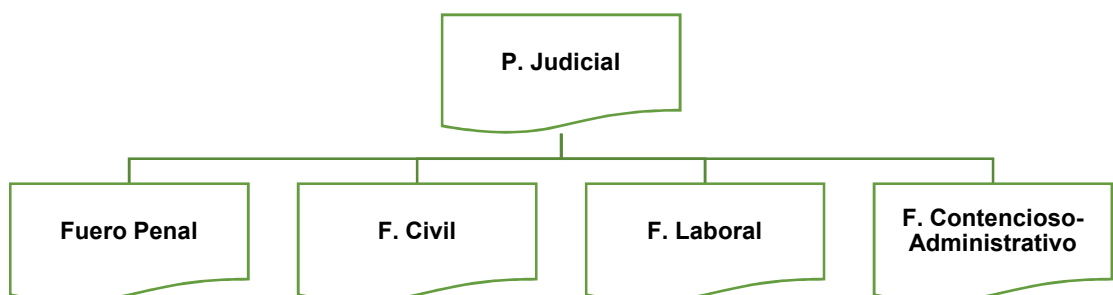 P. Judicial
Fuero Penal
F. Civil
F. Laboral
F. Contencioso-
Administrativo